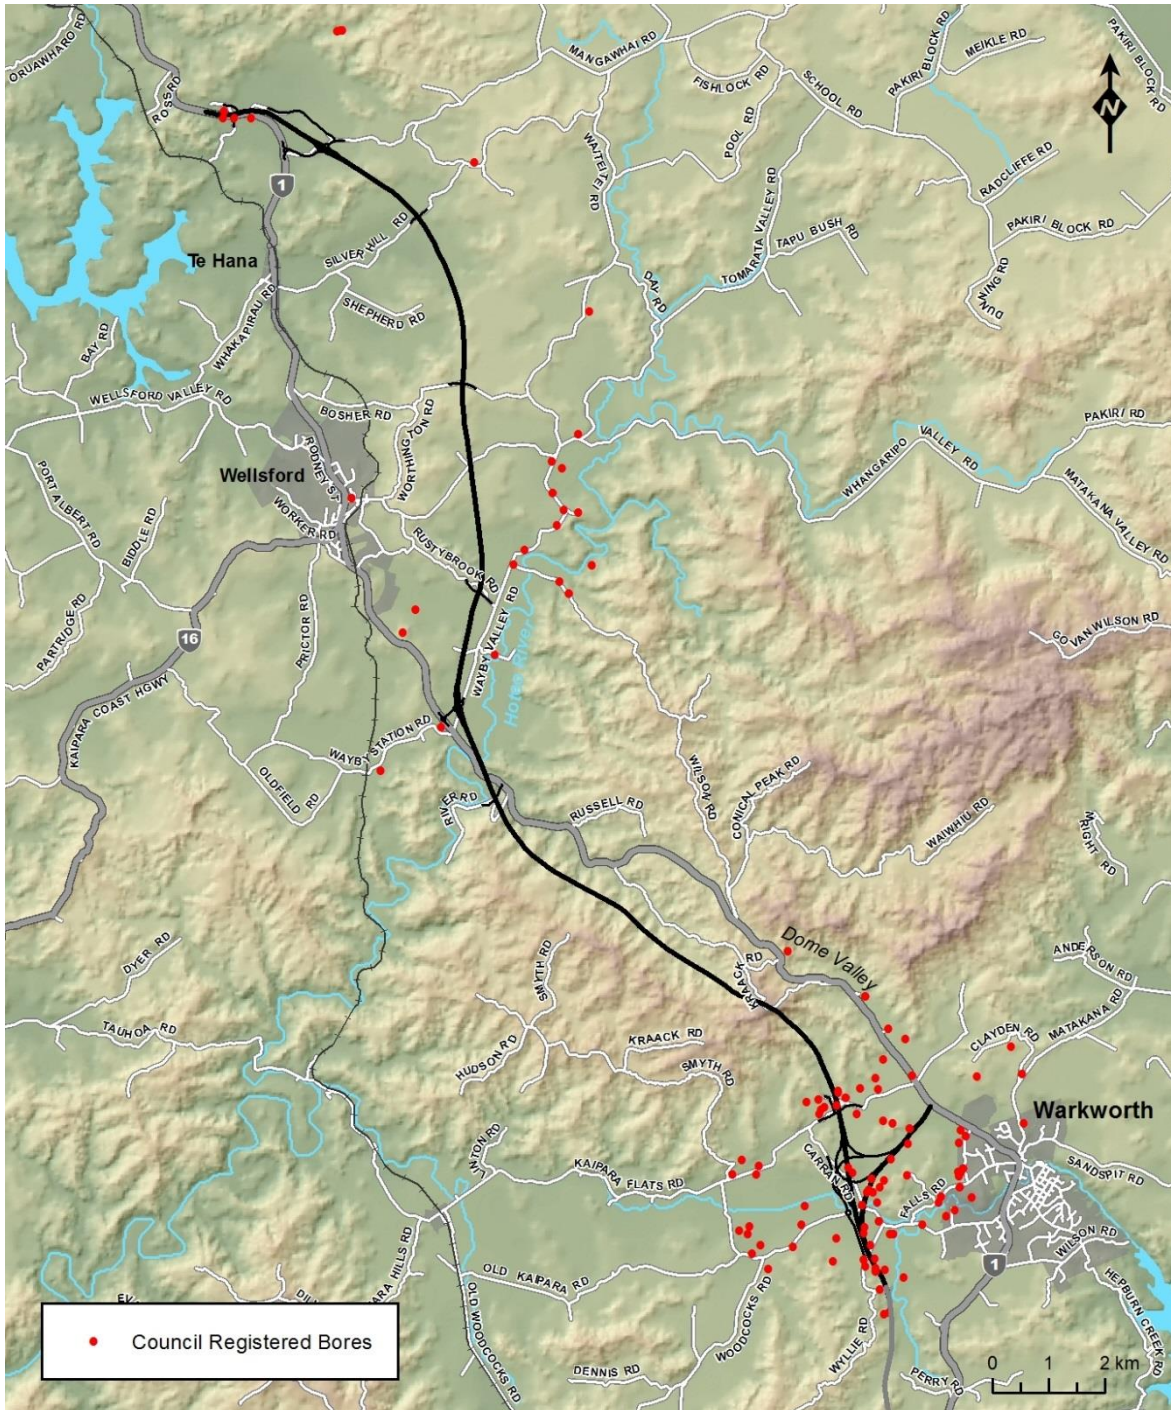 ORUAWHARO RD
ROSS RD
MANGAWHAI RD
FISHLOCK RD
PAKIRI BLOCK RD
MEIKLE RD
PAKIRI BLOCK RD
SCHOOL RD
POOL RD
WAITEITEI RD
N
RADCLIFFE RD
1
PAKIRI BLOCK RD
TAPU BUSH RD
TOMARATA VALLEY RD
SILVER HILL RD
Te Hana
DAY RD
SHEPHERD RD
WHAKAPIRAU RD
BAY RD
WELLSFORD VALLEY RD
BOSHER RD
WORTHINGTON RD
RODNEY ST
Wellsford
WHANGARIPO VALLEY RD
PAKIRI RD
MATAKANA VALLEY RD
PORT ALBERT RD
BIDDLE RD
WORKER RD
RUSTYBROOK RD
PARTRIDGE RD
PRICTOR RD
16
WAYBY VALLEY RD
Hoteo River
GOVAN WILSON RD
KAIPARA COAST HGWY
WAYBY STATION RD
OLDFIELD RD
RIVER RD
RUSSELL RD
WILSON RD
CONICAL PEAK RD
WAIWHIU RD
WRIGHT RD
DYER RD
TAUHOA RD
SMYTH RD
HUDSON RD
KRAACK RD
SMYTH RD
KRAACK RD
Dome Valley
ANDERSON RD
MATAKANA RD
CLAYDEN RD
Warkworth
SANDSPIT RD
LINTON RD
KAIPARA FLATS RD
CARRAN RD
FALLS RD
WILSON RD
1
HEPBURN CREEK RD
OLD KAIPARA RD
WOODCOCKS RD
OLD WOODCOCKS RD
DENNIS RD
WYLLIE RD
PERRY RD
Council Registered Bores
0 1 2 km